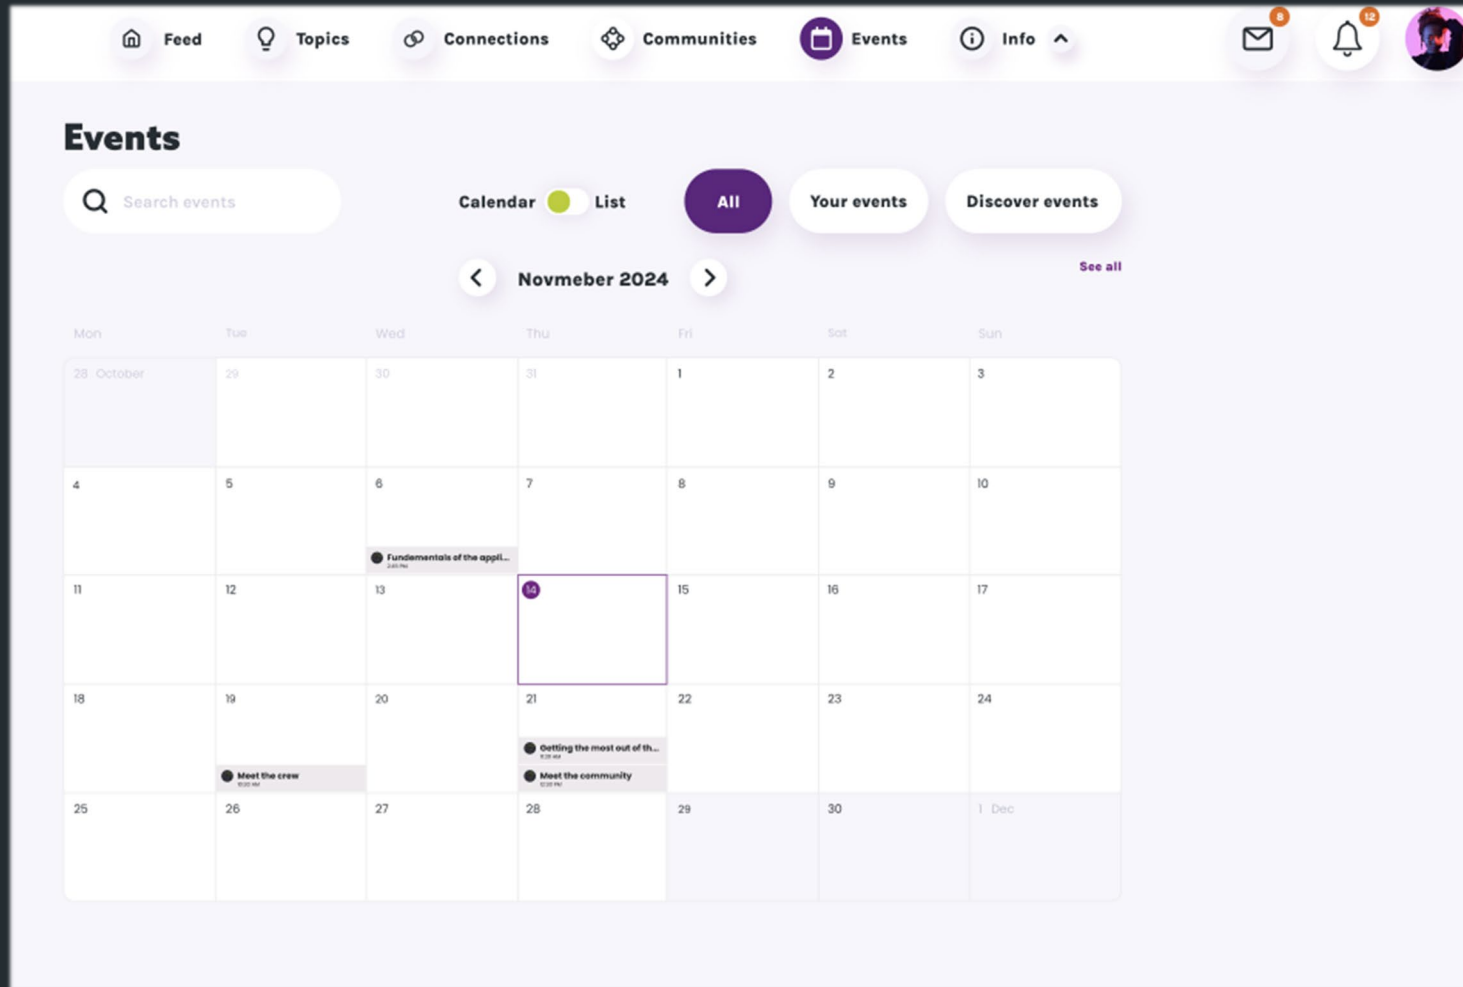 Feed Topics Connections Communities Events Info 8 12
Events
Search events Calendar List All Your events Discover events
See all
Novmeber 2024
Mon Tue Wed Thu Fri Sat Sun
28 October 29 30 31 1 2 3
4 5 6 7 8 9 10
Fundamentals of the appli...
11 12 13 14 15 16 17
18 19 20 21 22 23 24
Getting the most out of th...
Meet the crew Meet the community
25 26 27 28 29 30 1 Dec